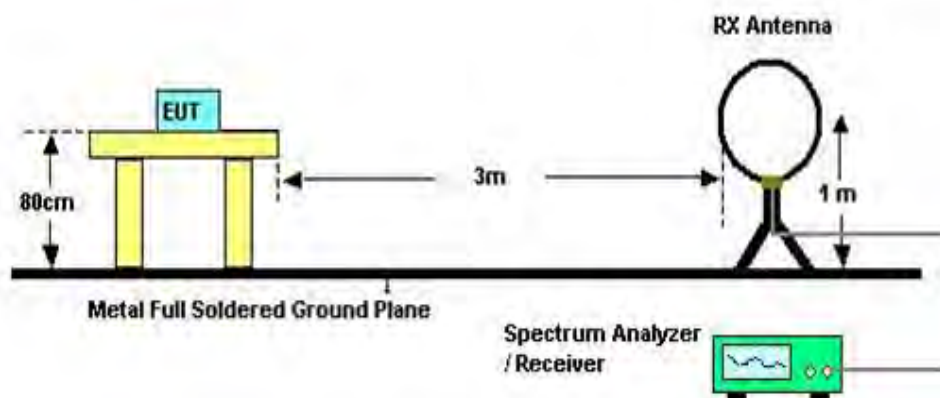 RX Antenna
EUT
80cm
3m
1 m
Metal Full Soldered Ground Plane
Spectrum Analyzer
/ Receiver